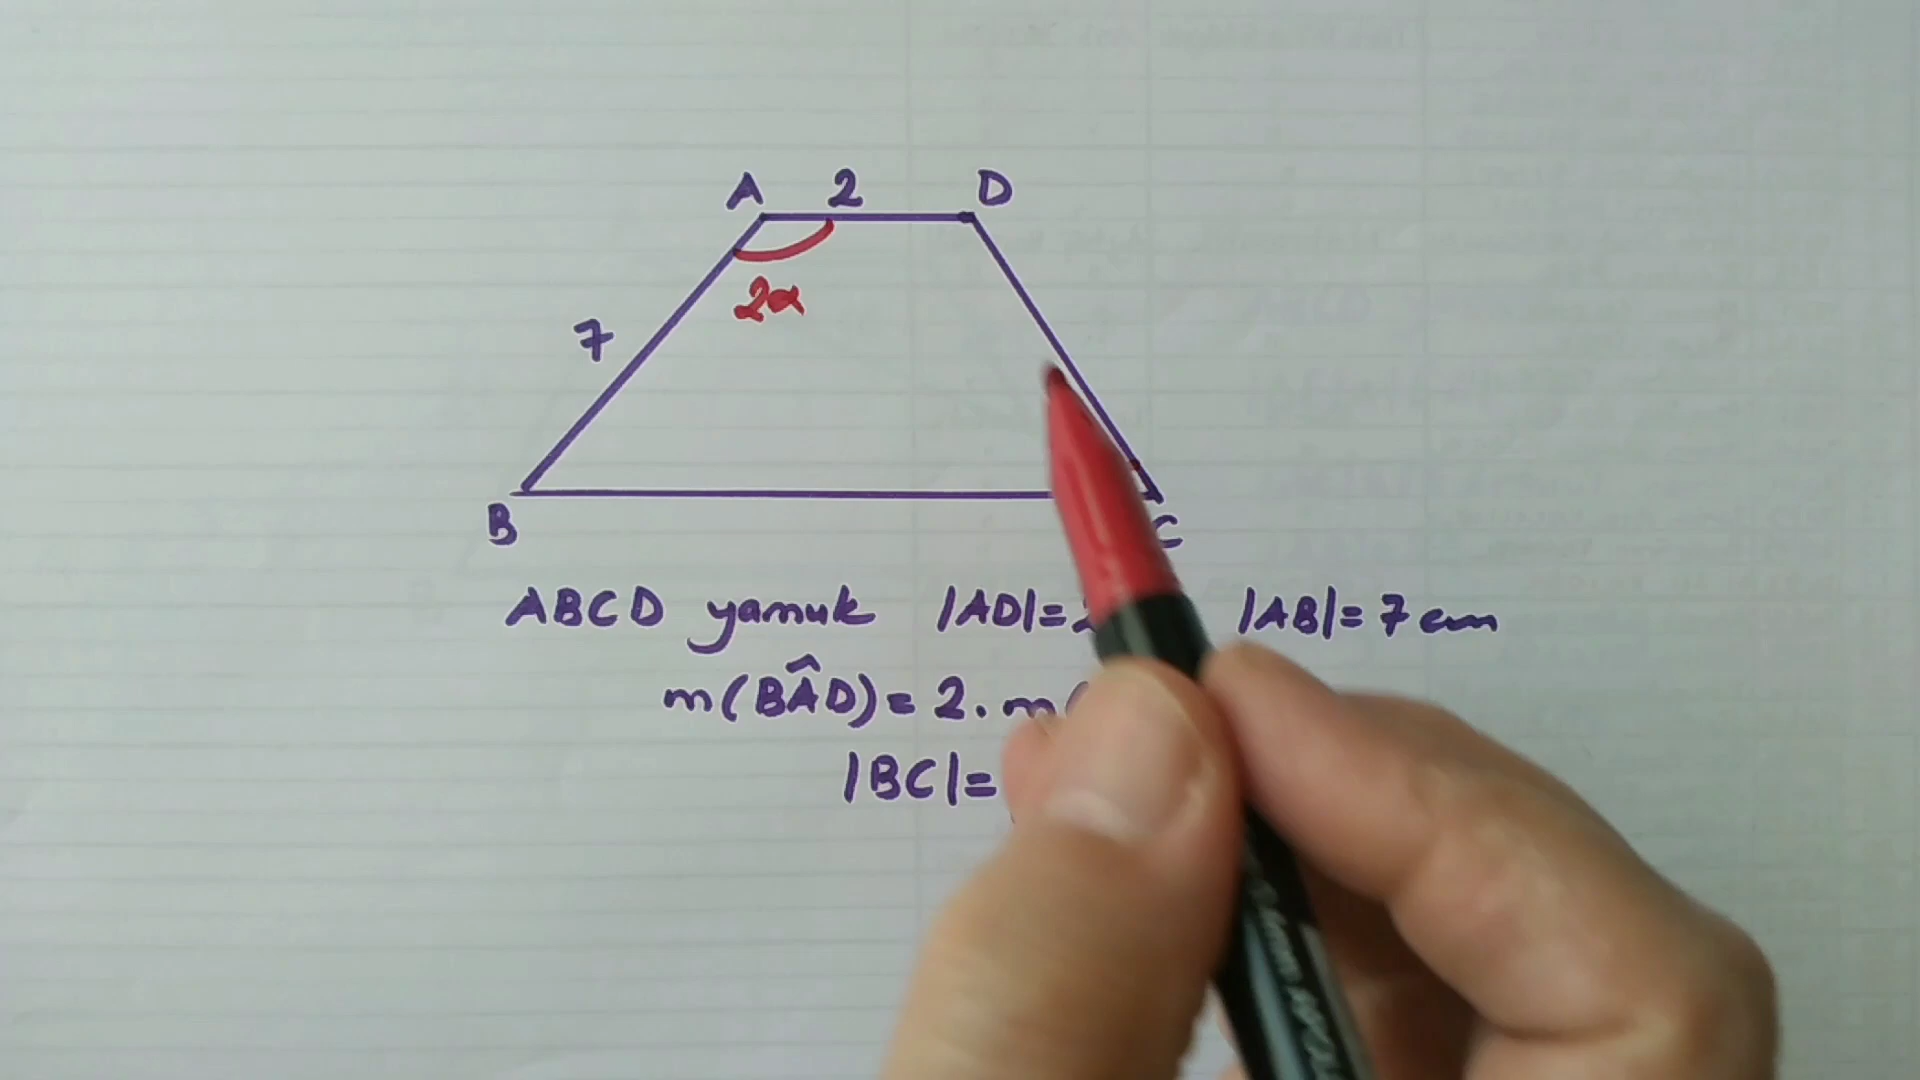 A 2 D
2α
7
B C
ABCD yamuk |AD|= |AB|= 7 cm
m(BÂD)= 2. m(
|BC|=